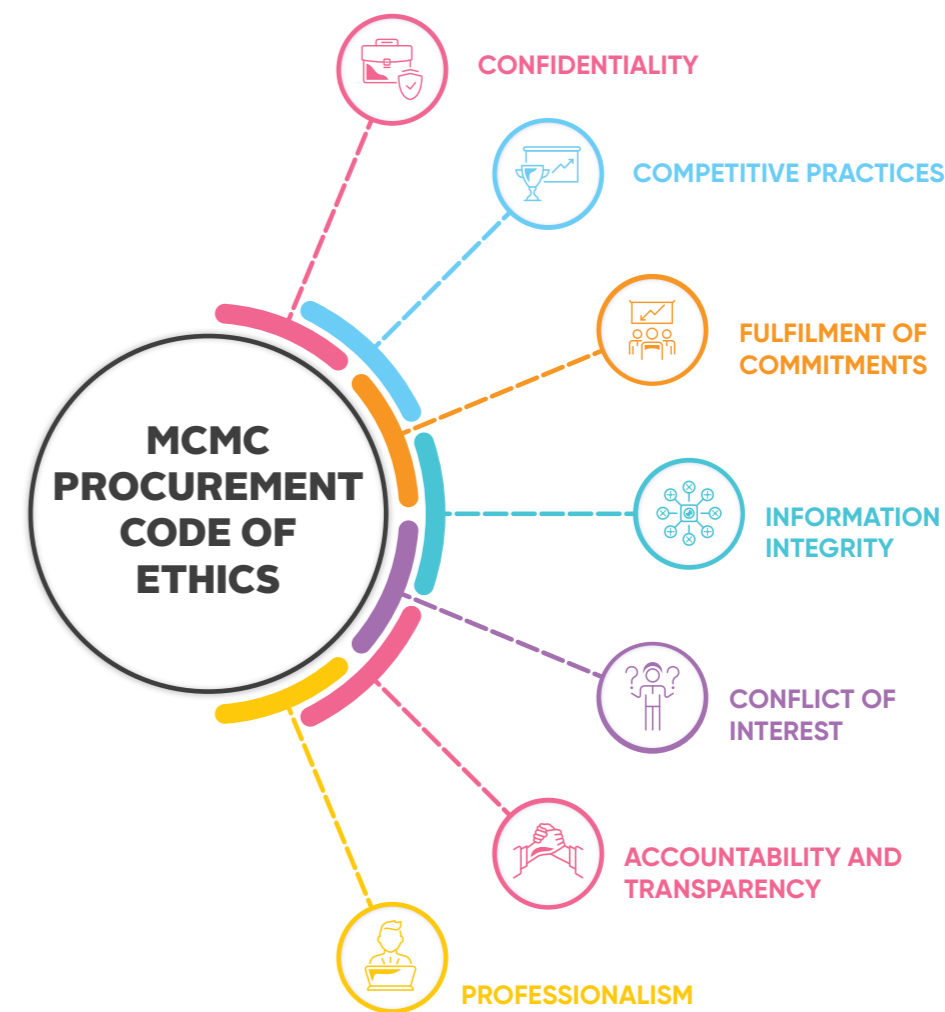 MCMC
PROCUREMENT
CODE OF
ETHICS
CONFIDENTIALITY
COMPETITIVE PRACTICES
FULFILMENT OF
COMMITMENTS
INFORMATION
INTEGRITY
CONFLICT OF
INTEREST
ACCOUNTABILITY AND
TRANSPARENCY
PROFESSIONALISM